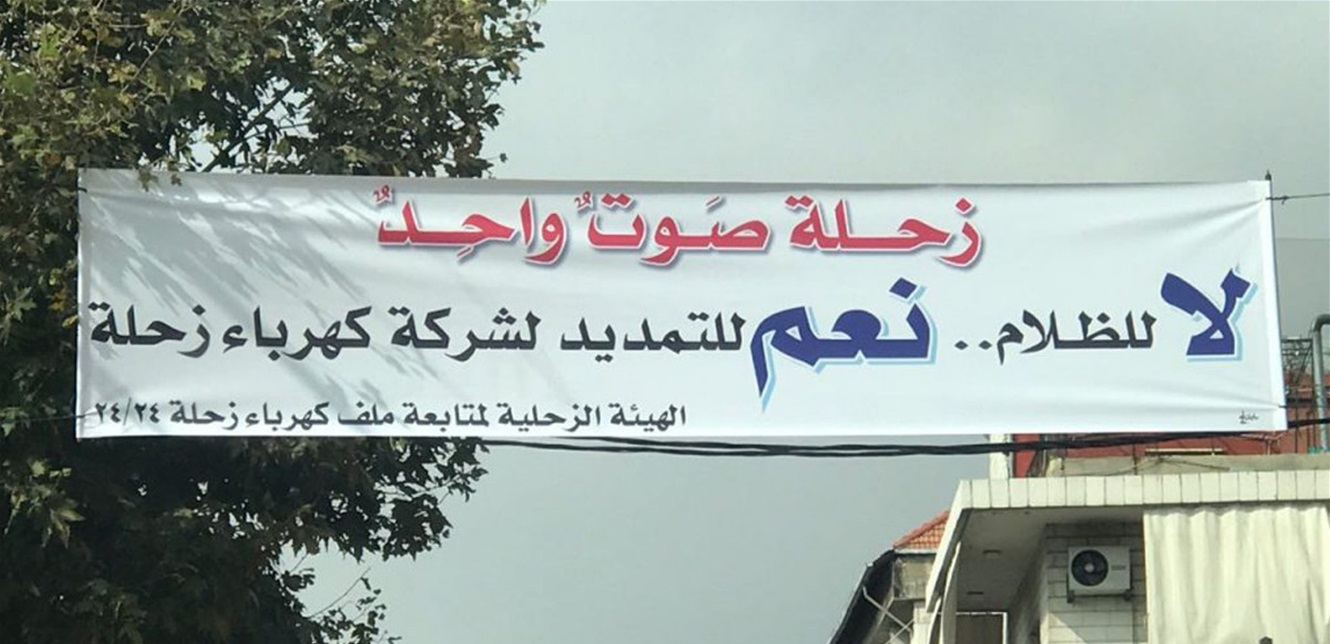 زحلة صَوتٌ واحِدٌ
لا للظلام.. نعم للتمديد لشركة كهرباء زحلة
الهيئة الزحلية لمتابعة ملف كهرباء زحلة ٢٤/٢٤